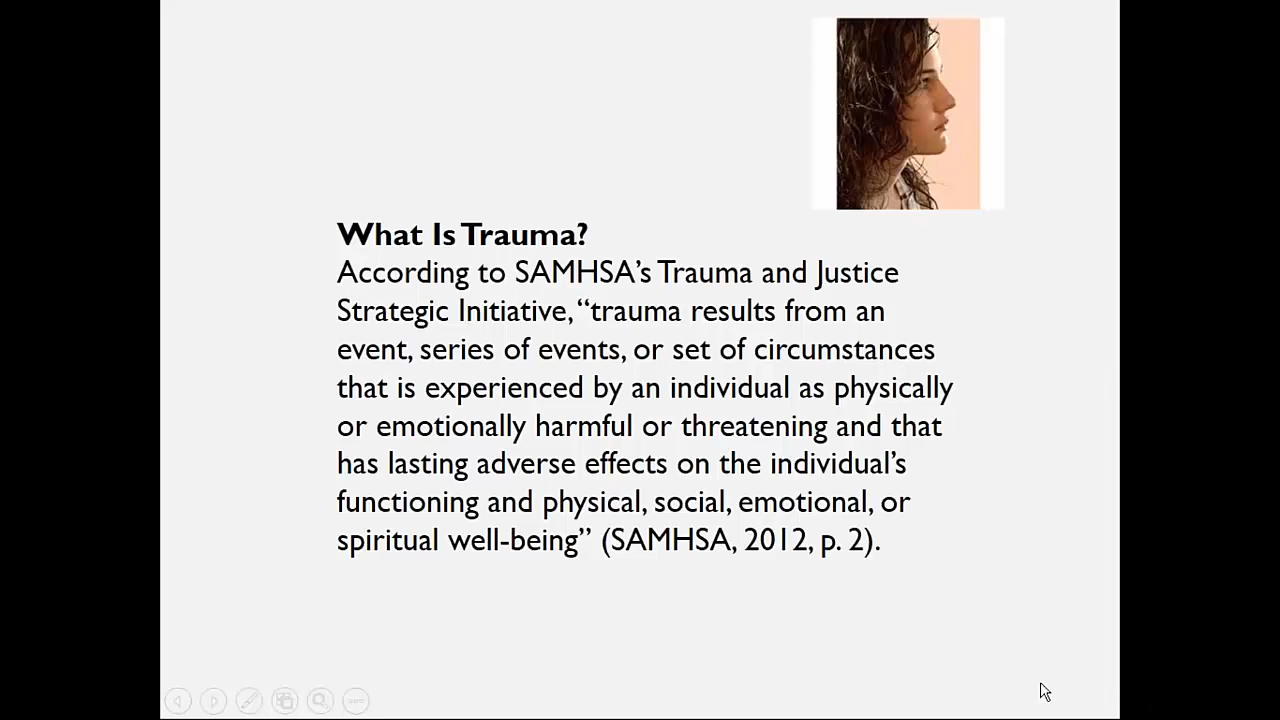 What Is Trauma?
According to SAMHSA’s Trauma and Justice
Strategic Initiative, “trauma results from an
event, series of events, or set of circumstances
that is experienced by an individual as physically
or emotionally harmful or threatening and that
has lasting adverse effects on the individual’s
functioning and physical, social, emotional, or
spiritual well-being” (SAMHSA, 2012, p. 2).